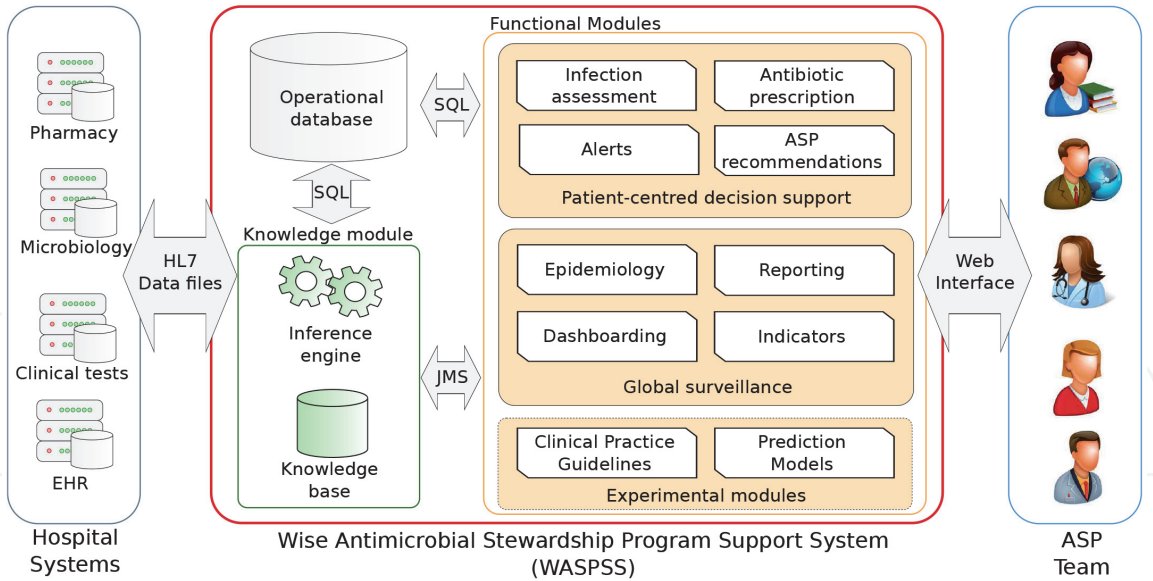 Functional Modules
Pharmacy
Microbiology
Clinical tests
EHR
Hospital
Systems
HL7
Data files
Operational
database
SQL
SQL
Knowledge module
Inference
engine
Knowledge
base
JMS
Infection
assessment
Antibiotic
prescription
Alerts
ASP
recommendations
Patient-centred decision support
Epidemiology
Reporting
Dashboarding
Indicators
Global surveillance
Clinical Practice
Guidelines
Prediction
Models
Experimental modules
Wise Antimicrobial Stewardship Program Support System
(WASPSS)
Web
Interface
ASP
Team